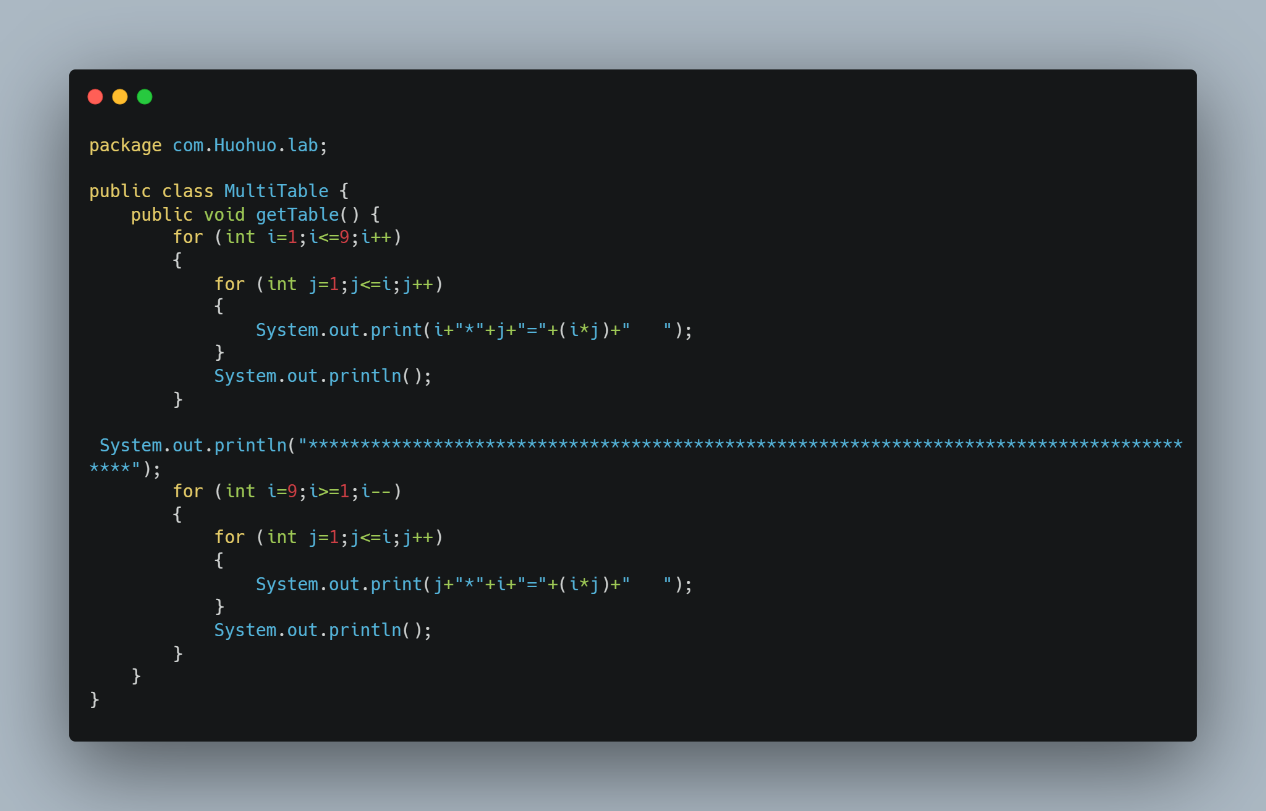 package com.Huohuo.lab;

public class MultiTable {
    public void getTable() {
        for (int i=1;i<=9;i++)
        {
            for (int j=1;j<=i;j++)
            {
                System.out.print(i+"*"+j+"="+(i*j)+"   ");
            }
            System.out.println();
        }

 System.out.println("************************************************************************************
****");
        for (int i=9;i>=1;i--)
        {
            for (int j=1;j<=i;j++)
            {
                System.out.print(j+"*"+i+"="+(i*j)+"   ");
            }
            System.out.println();
        }
    }
}